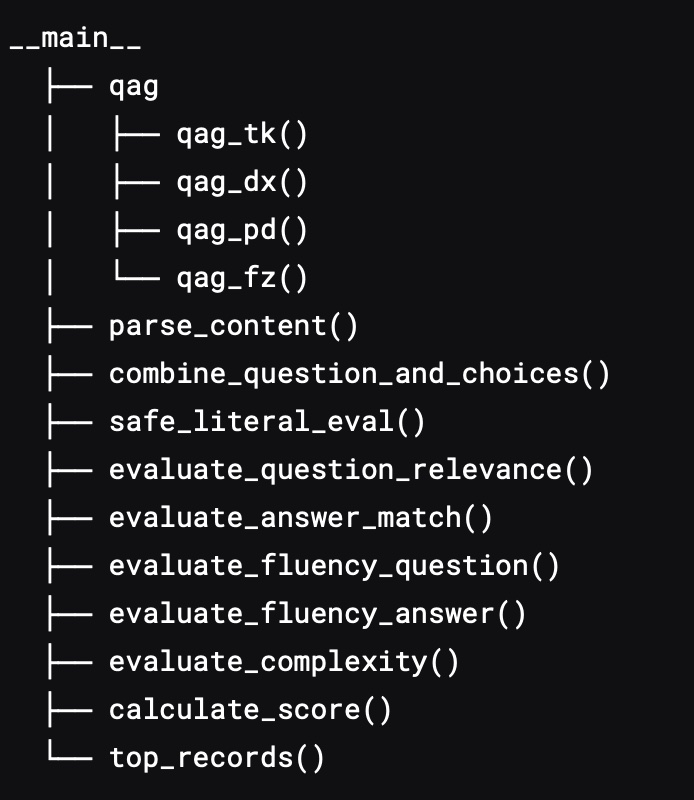 __main__
├── qag
│   ├── qag_tk()
│   ├── qag_dx()
│   ├── qag_pd()
│   └── qag_fz()
├── parse_content()
├── combine_question_and_choices()
├── safe_literal_eval()
├── evaluate_question_relevance()
├── evaluate_answer_match()
├── evaluate_fluency_question()
├── evaluate_fluency_answer()
├── evaluate_complexity()
├── calculate_score()
└── top_records()